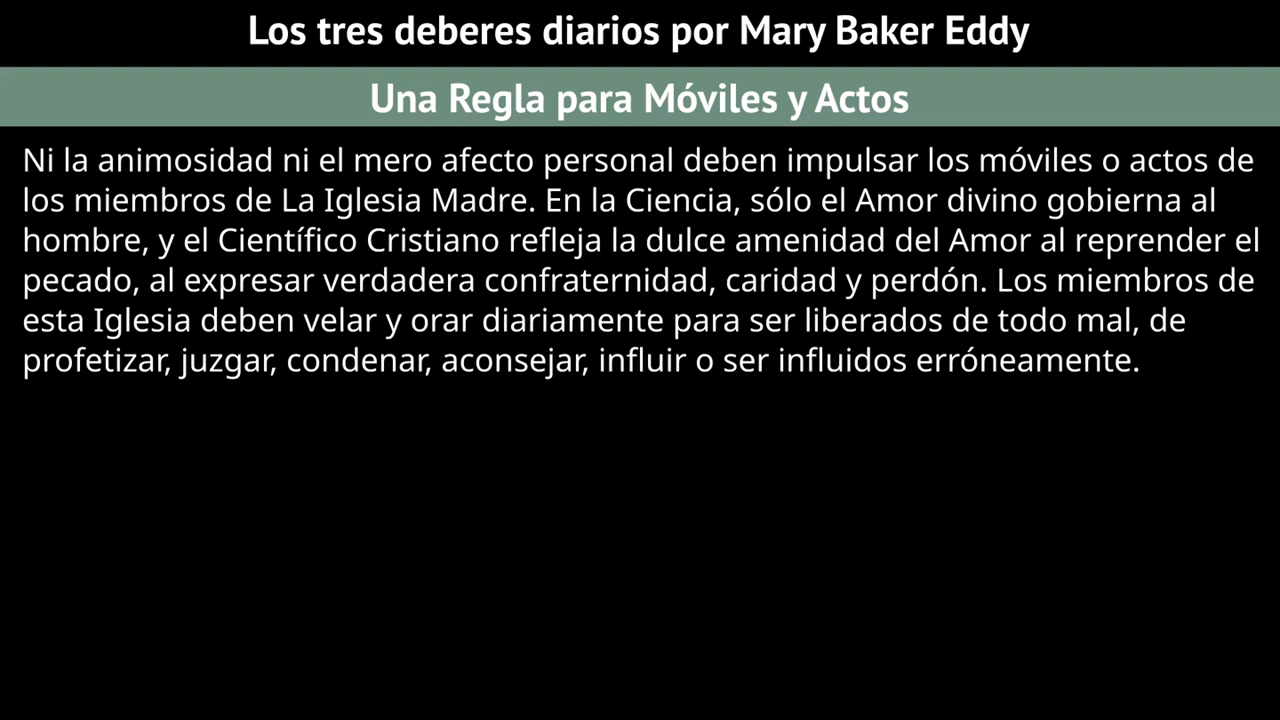 Los tres deberes diarios por Mary Baker Eddy
Una Regla para Móviles y Actos
Ni la animosidad ni el mero afecto personal deben impulsar los móviles o actos de
los miembros de La Iglesia Madre. En la Ciencia, sólo el Amor divino gobierna al
hombre, y el Científico Cristiano refleja la dulce amenidad del Amor al reprender el
pecado, al expresar verdadera confraternidad, caridad y perdón. Los miembros de
esta Iglesia deben velar y orar diariamente para ser liberados de todo mal, de
profetizar, juzgar, condenar, aconsejar, influir o ser influidos erróneamente.